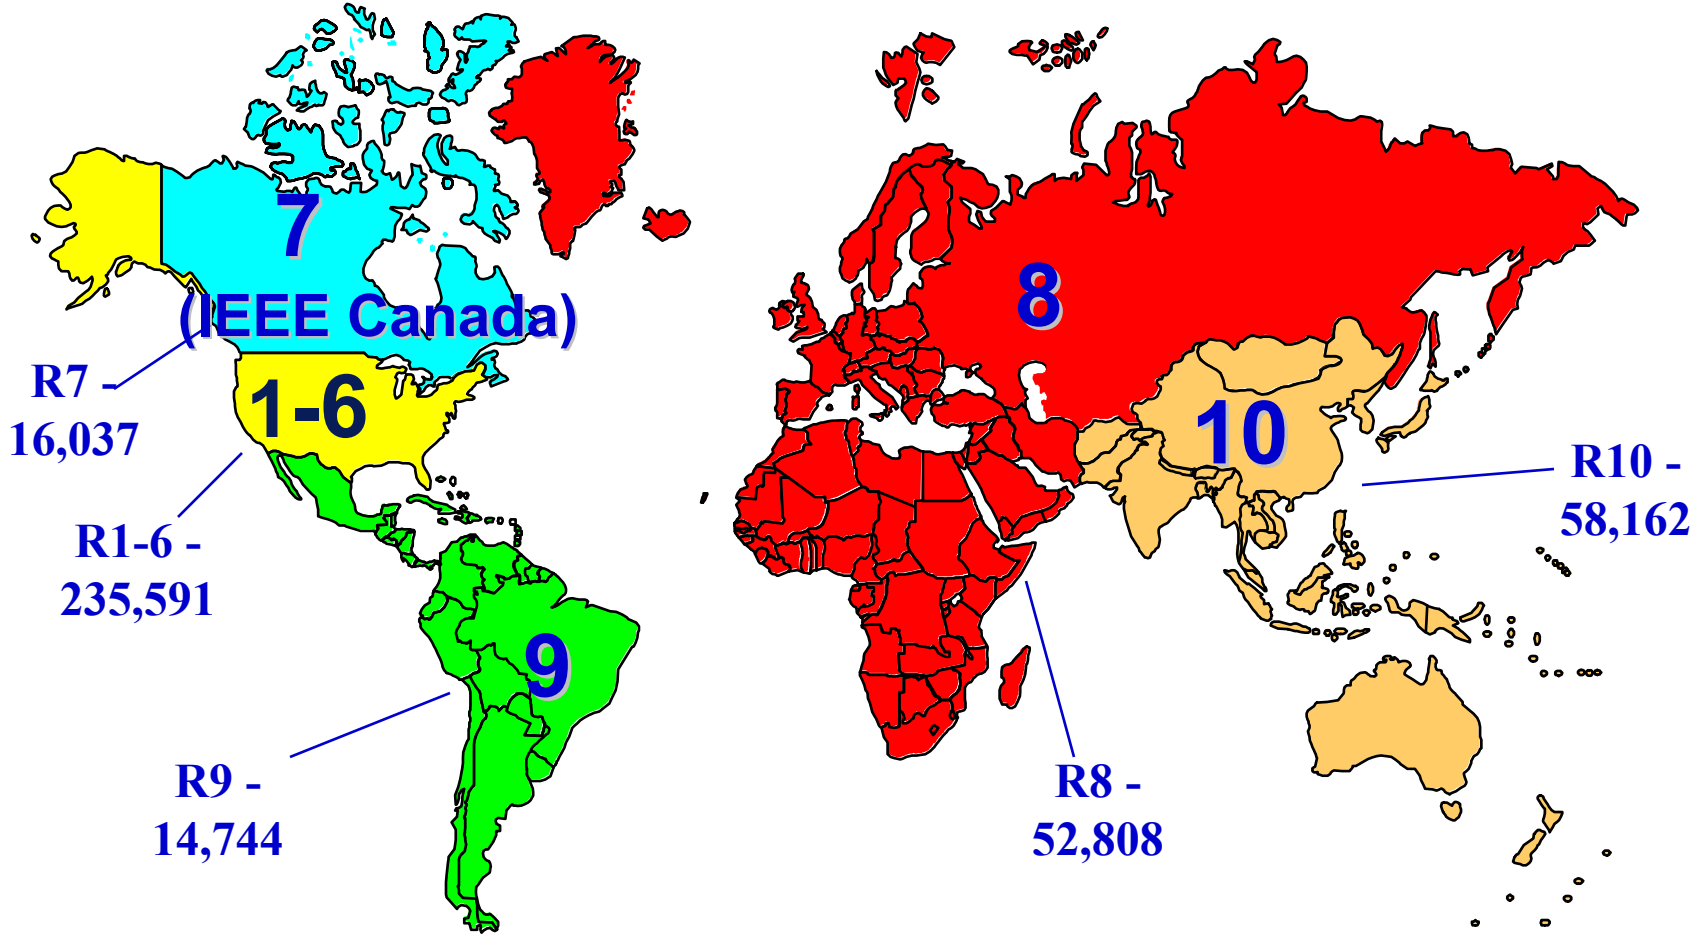 7
(IEEE Canada)
8
R7 -
16,037
1-6
10
R10 -
58,162
,
R1-6 -
235,591
9
R9 -
14,744
R8 -
52,808